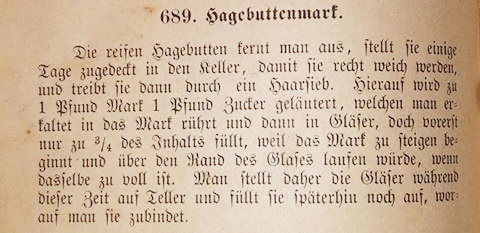 689. Hagebuttenmark.
Die reifen Hagebutten kernt man aus, stellt sie einige
Tage zugedeckt in den Keller, damit sie recht weich werden,
und treibt sie dann durch ein Haarsieb. Hierauf wird zu
1 Pfund Mark 1 Pfund Zucker geläutert, welchen man er-
kaltet in das Mark rührt und dann in Gläser, doch vorerst
nur zu ³/₄ des Inhalts füllt, weil das Mark zu steigen be-
ginnt und über den Rand des Glases laufen würde, wenn
dasselbe zu voll ist. Man stellt daher die Gläser während
dieser Zeit auf Teller und füllt sie späterhin noch auf, wor-
auf man sie zubindet.